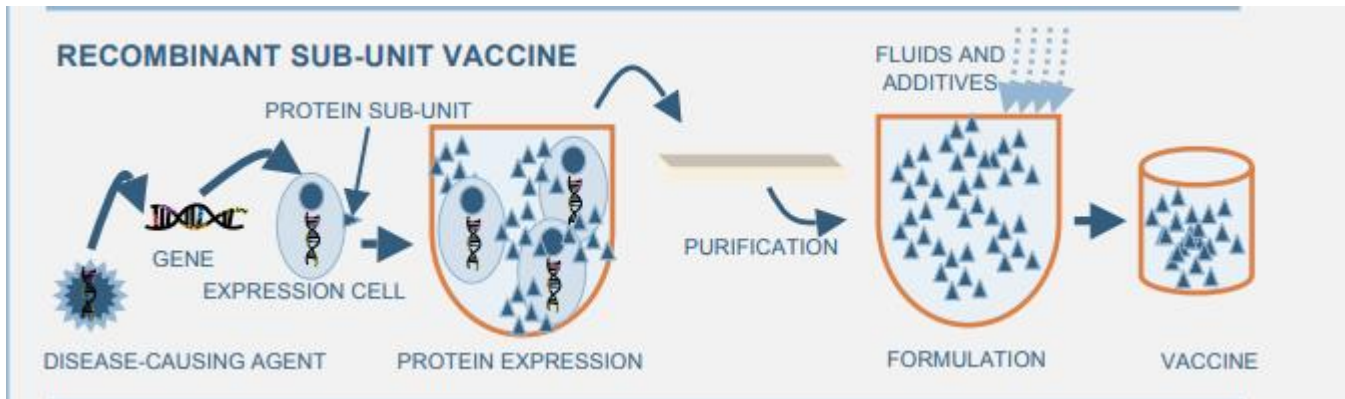 RECOMBINANT SUB-UNIT VACCINE
FLUIDS AND
ADDITIVES
PROTEIN SUB-UNIT
GENE
EXPRESSION CELL
PURIFICATION
DISEASE-CAUSING AGENT
PROTEIN EXPRESSION
FORMULATION
VACCINE